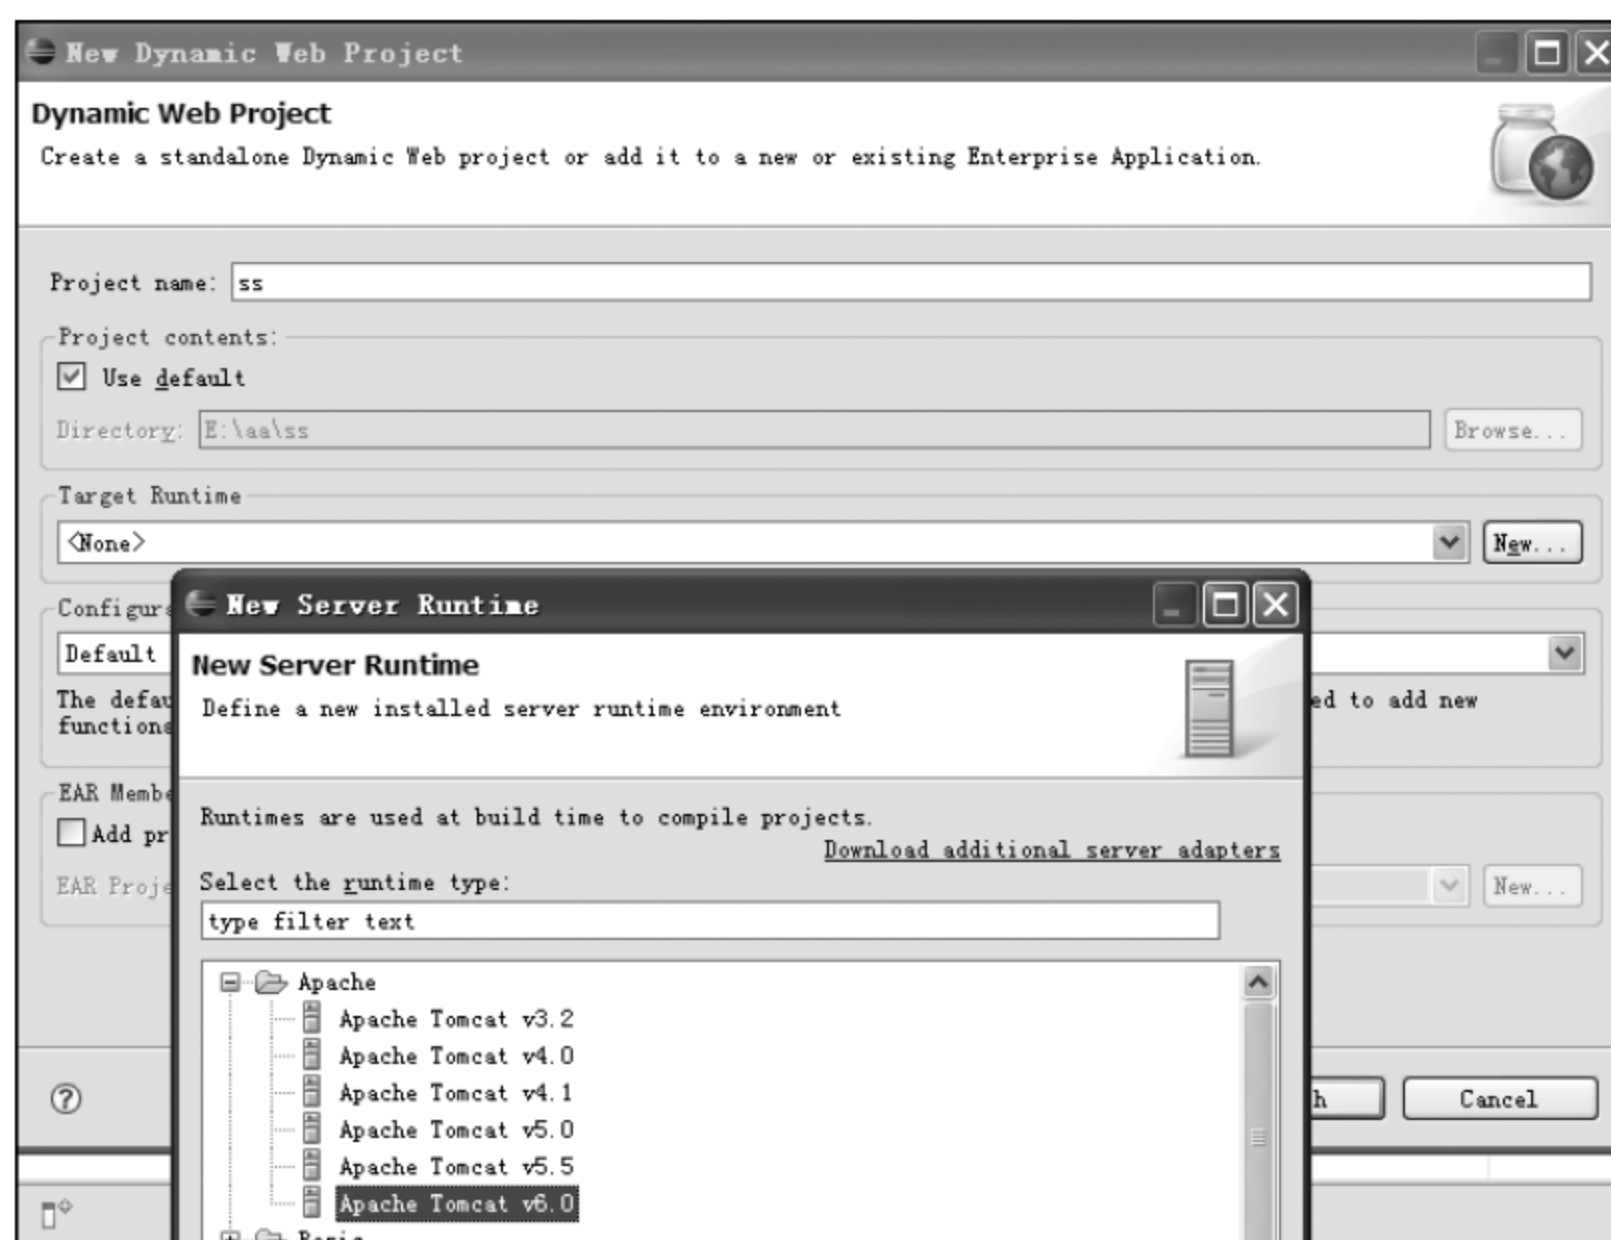 New Dynamic Web Project
Dynamic Web Project
Create a standalone Dynamic Web project or add it to a new or existing Enterprise Application.
Project name: ss
Project contents:
Use default
Directory: E:\aa\ss Browse...
Target Runtime
<None> New...
New Server Runtime
Default
New Server Runtime
Define a new installed server runtime environment
The ed to add new
Runtimes are used at build time to compile projects.
Add
Download additional server adapters
EAR New...
Select the runtime type:
type filter text
Apache
Apache Tomcat v3.2
Apache Tomcat v4.0
Apache Tomcat v4.1
Cancel
Apache Tomcat v5.0
Apache Tomcat v5.5
Apache Tomcat v6.0